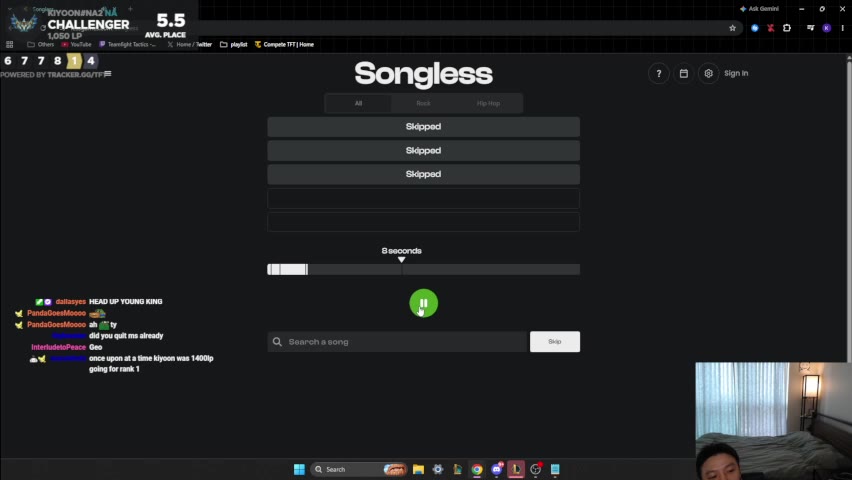 KIYOON#NA2 NA
CHALLENGER
1,050 LP
5.5
AVG. PLACE
6 7 7 8 1 4
POWERED BY TRACKER.GG/TFT
Ask Gemini
Others
YouTube
Teamfight Tactics -...
Home / Twitter
playlist
Compete TFT | Home
Songless
Sign In
All
Rock
Hip Hop
Skipped
Skipped
Skipped
8 seconds
Search a song
Skip
dallasyes HEAD UP YOUNG KING
PandaGoesMoooo
PandaGoesMoooo ah ty
did you quit ms already
InterludetoPeace Geo
once upon at a time kiyoon was 1400lp
going for rank 1
Search